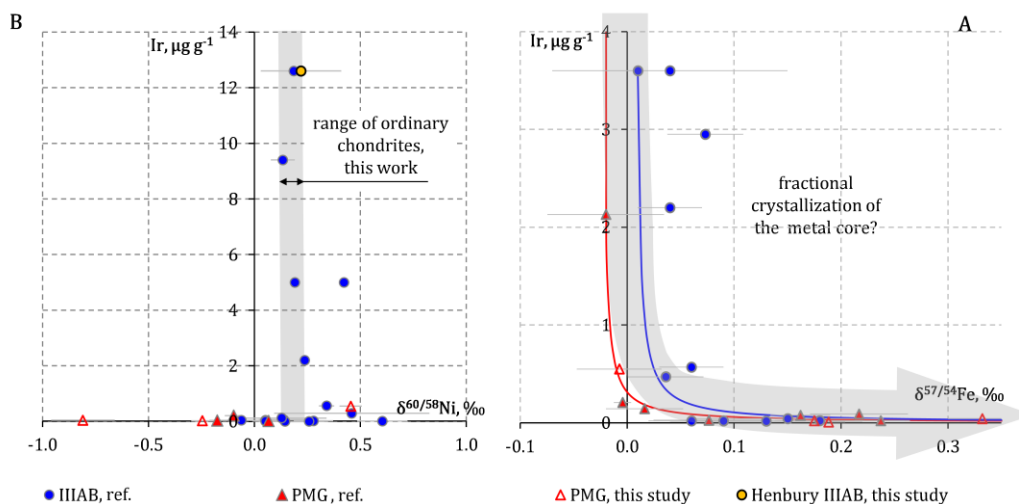 B
Ir, μg g⁻¹
14
12
10
8
6
4
2
0
range of ordinary
chondrites,
this work
δ⁶⁰/⁵⁸Ni, ‰
-1.0
-0.5
0.0
0.5
1.0
A
Ir, μg g⁻¹
4
3
2
1
0
fractional
crystallization of
the metal core?
δ⁵⁷/⁵⁴Fe, ‰
-0.1
0.0
0.1
0.2
0.3
IIIAB, ref.
PMG, ref.
PMG, this study
Henbury IIIAB, this study